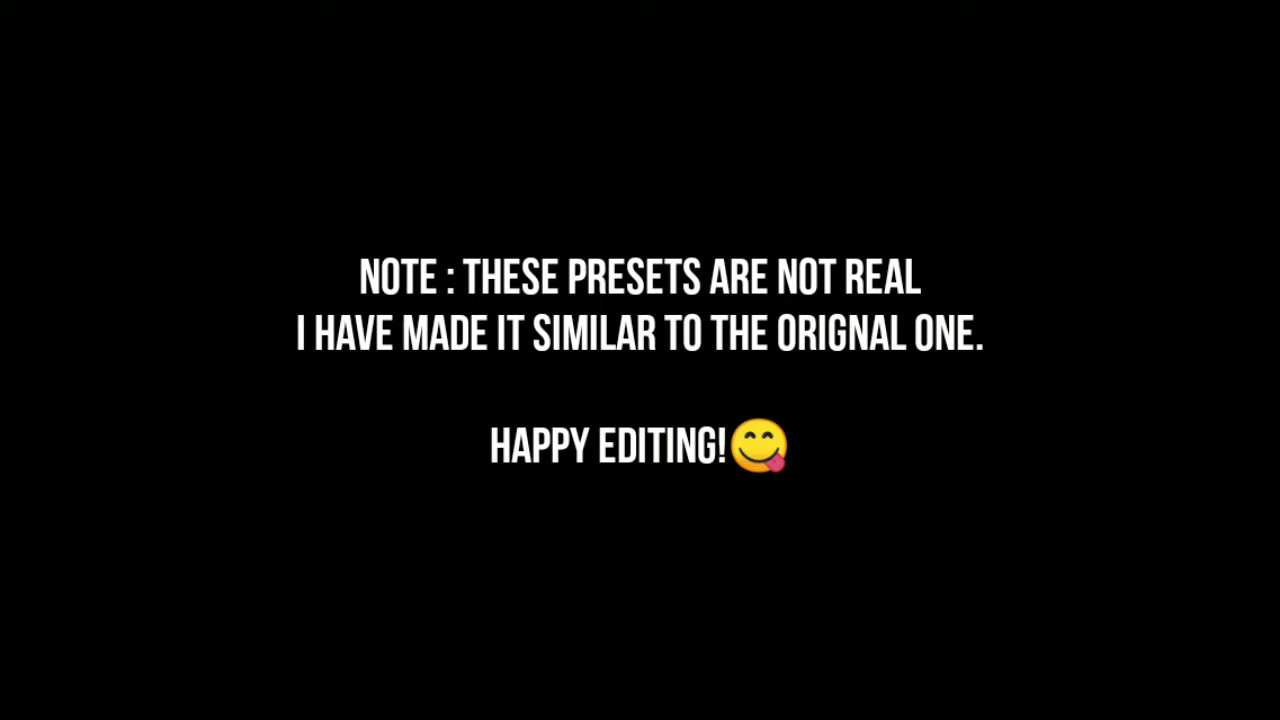 NOTE : THESE PRESETS ARE NOT REAL
I HAVE MADE IT SIMILAR TO THE ORIGNAL ONE.
HAPPY EDITING!😋